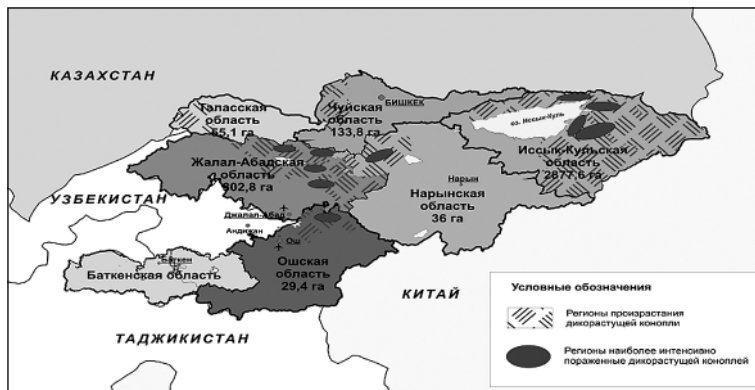 КАЗАХСТАН
Таласская
область
55,1 га
Чуйская
область
133,8 га
БИШКЕК
оз. Иссык-Куль
Иссык-Кульская
область
2877,6 га
Жалал-Абадская
область
802,8 га
Нарын
Нарынская
область
36 га
УЗБЕКИСТАН
Джалал-Абад
Андижан
Ош
Ошская
область
29,4 га
Баткен
Баткенская область
ТАДЖИКИСТАН
КИТАЙ
Условные обозначения
Регионы произрастания
дикорастущей конопли
Регионы наиболее интенсивно
пораженные дикорастущей коноплей